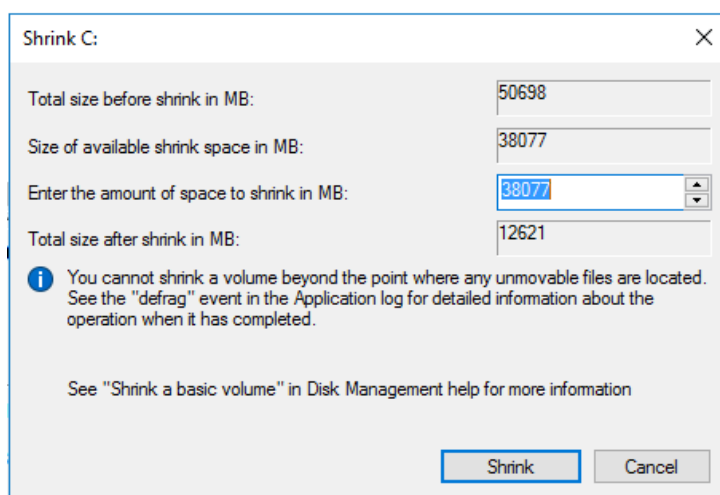 Shrink C:
Total size before shrink in MB: 50698
Size of available shrink space in MB: 38077
Enter the amount of space to shrink in MB: 38077
Total size after shrink in MB: 12621
You cannot shrink a volume beyond the point where any unmovable files are located.
See the "defrag" event in the Application log for detailed information about the
operation when it has completed.
See "Shrink a basic volume" in Disk Management help for more information
Shrink Cancel